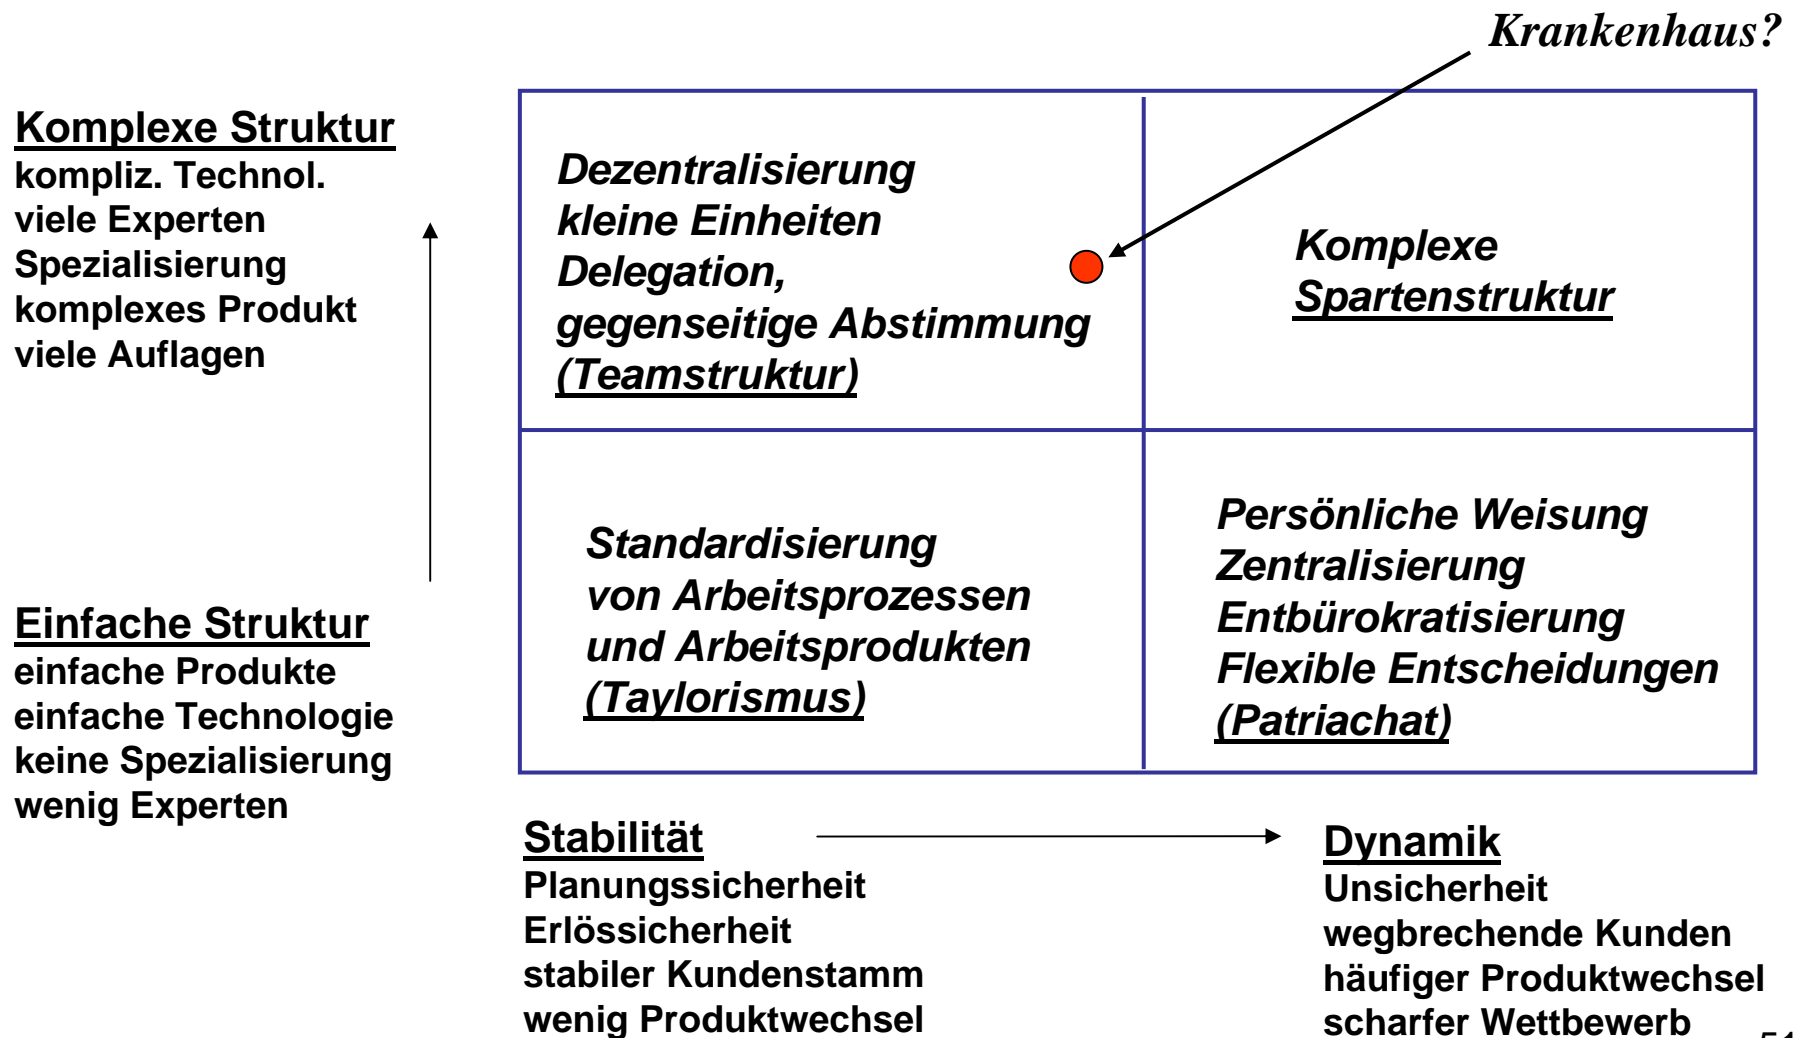 Krankenhaus?
Komplexe Struktur
kompliz. Technol.
viele Experten
Spezialisierung
komplexes Produkt
viele Auflagen
Dezentralisierung
kleine Einheiten
Delegation,
gegenseitige Abstimmung
(Teamstruktur)
Komplexe
Spartenstruktur
Einfache Struktur
einfache Produkte
einfache Technologie
keine Spezialisierung
wenig Experten
Standardisierung
von Arbeitsprozessen
und Arbeitsprodukten
(Taylorismus)
Persönliche Weisung
Zentralisierung
Entbürokratisierung
Flexible Entscheidungen
(Patriachat)
Stabilität
Planungssicherheit
Erlössicherheit
stabiler Kundenstamm
wenig Produktwechsel
Dynamik
Unsicherheit
wegbrechende Kunden
häufiger Produktwechsel
scharfer Wettbewerb